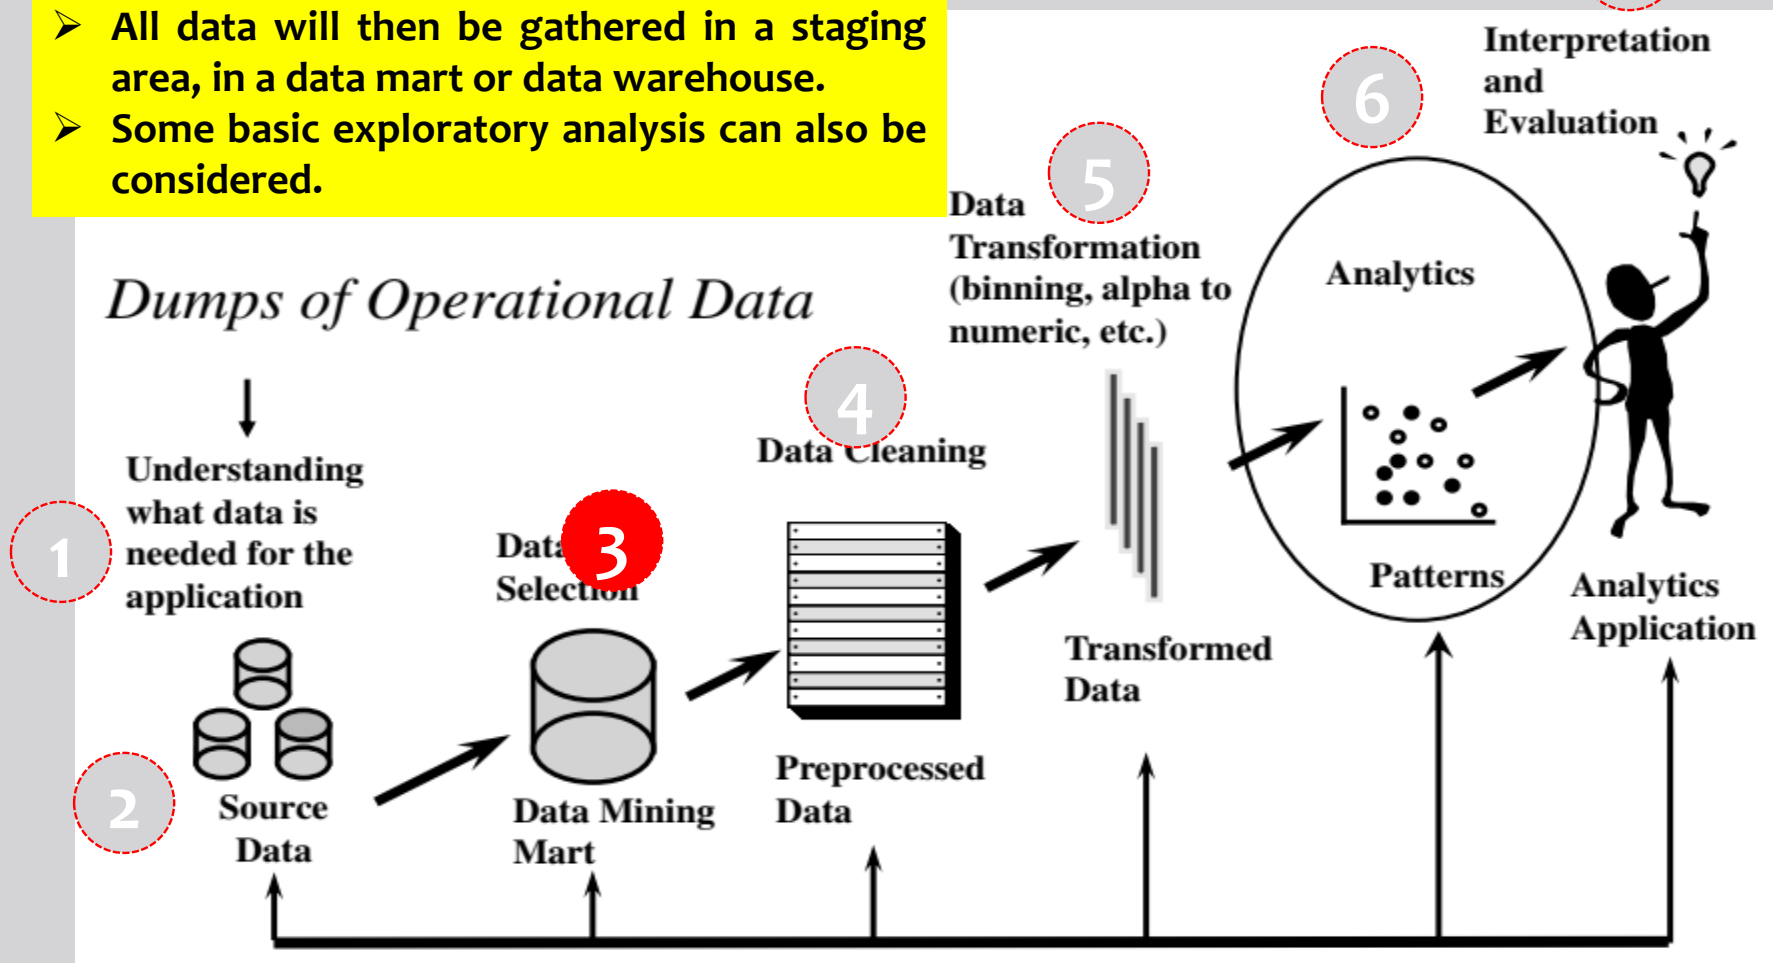 ➢ All data will then be gathered in a staging
area, in a data mart or data warehouse.
➢ Some basic exploratory analysis can also be
considered.
Dumps of Operational Data
1
Understanding
what data is
needed for the
application
2
Source
Data
3
Data
Selection
Data Mining
Mart
4
Data Cleaning
Preprocessed
Data
5
Data
Transformation
(binning, alpha to
numeric, etc.)
Transformed
Data
6
Analytics
Patterns
Interpretation
and
Evaluation
Analytics
Application